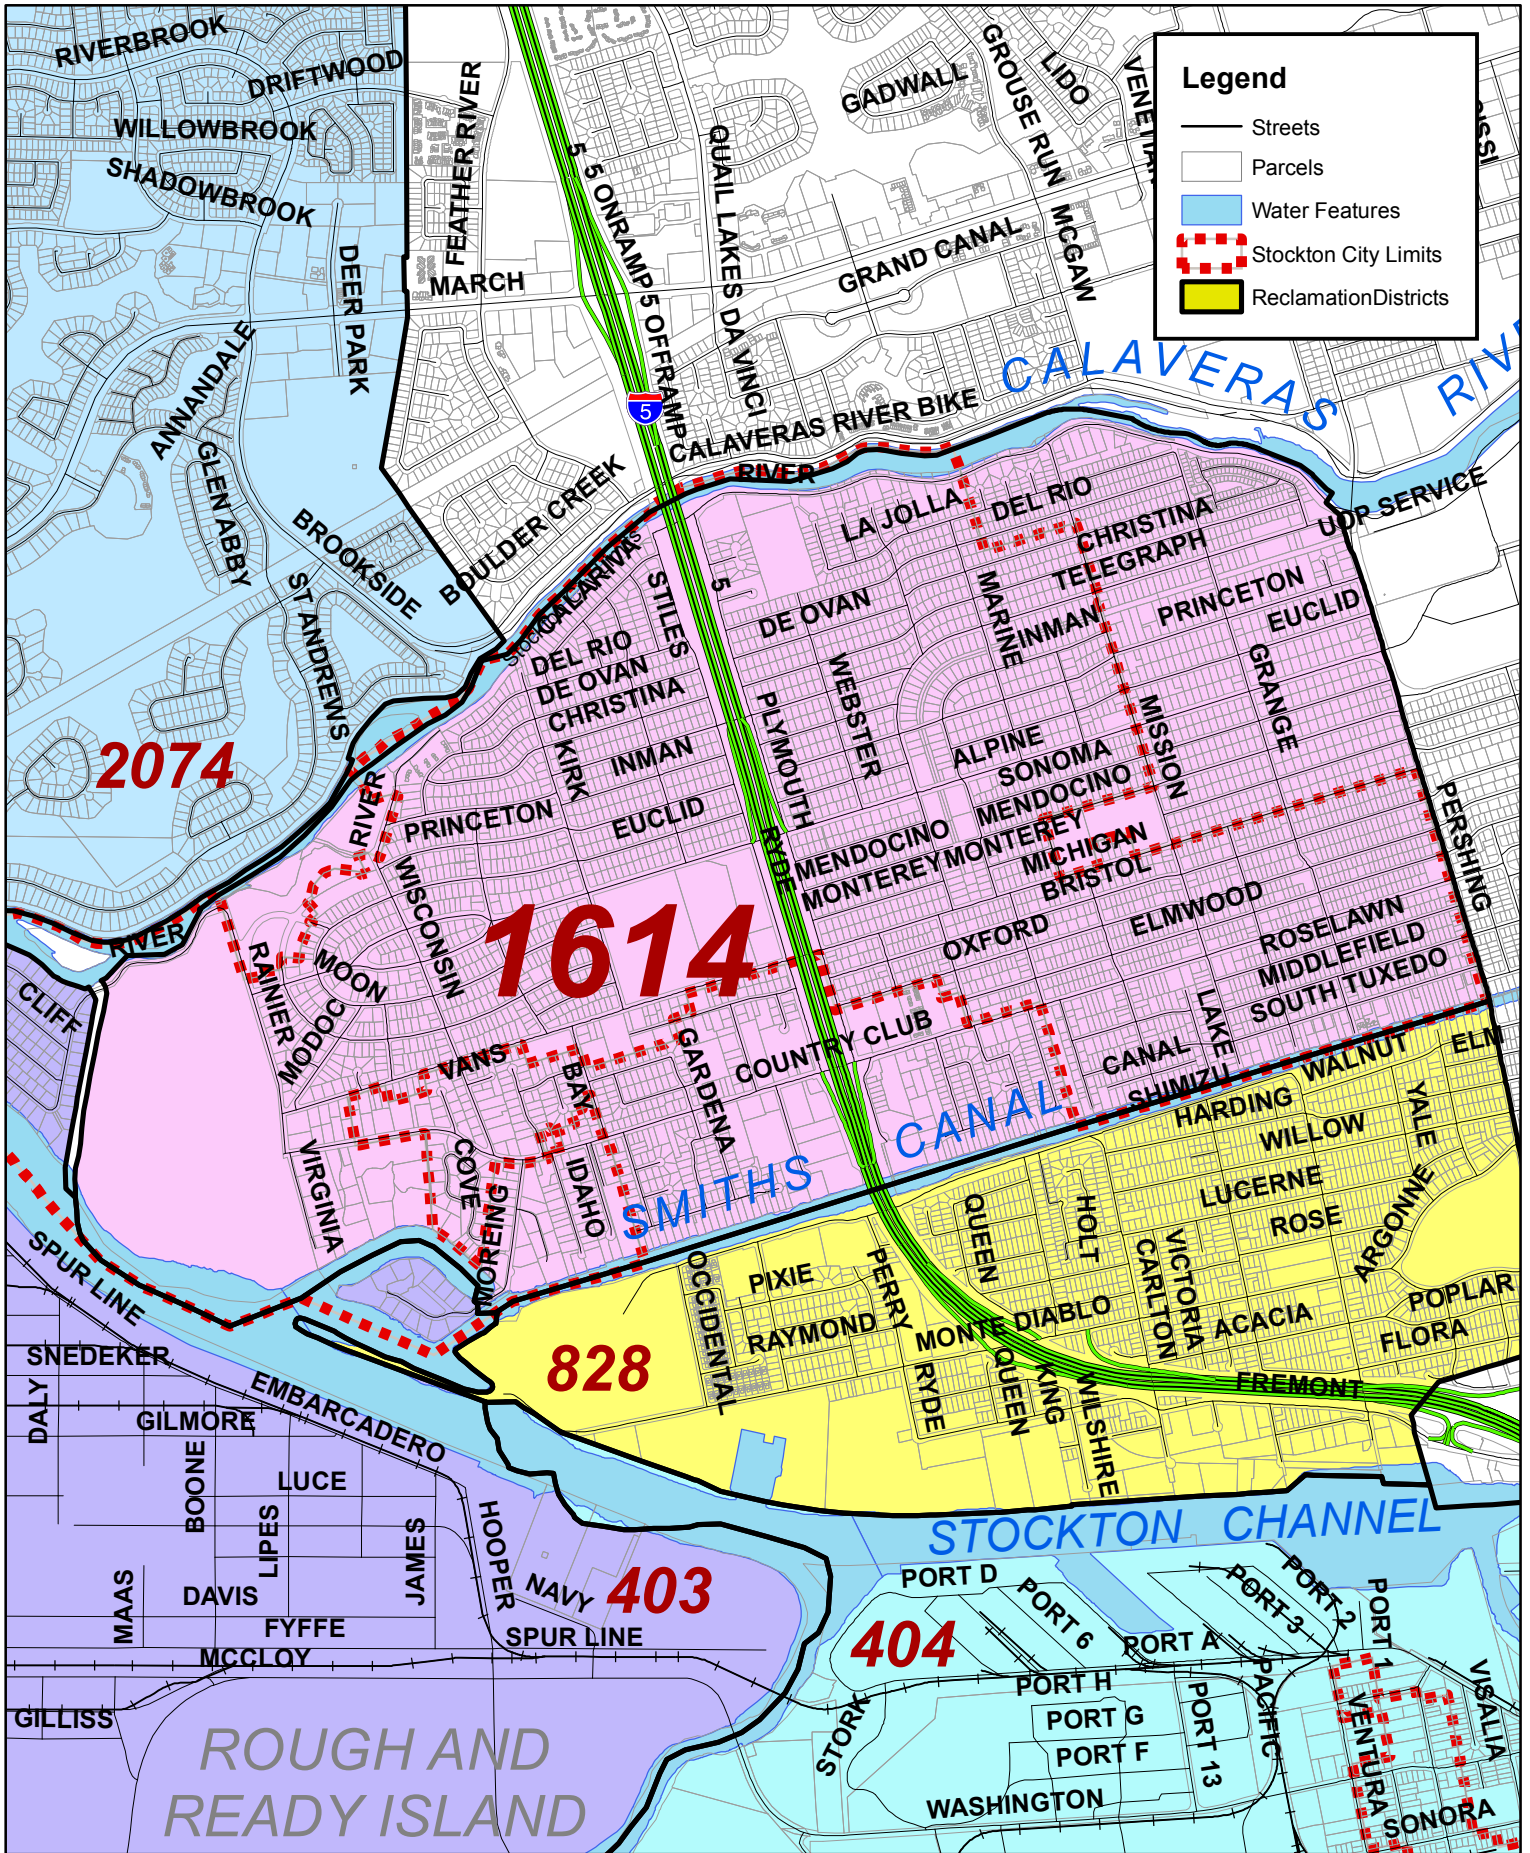 RIVERBROOK
DRIFTWOOD
WILLOWBROOK
SHADOWBROOK
FEATHER RIVER
DEER PARK
MARCH
5
5 ONRAMP
5 OFFRAMP
QUAIL LAKES
DA VINCI
GADWALL
GROUSE RUN
LIDO
MCGAW
GRAND CANAL
Legend
Streets
Parcels
Water Features
Stockton City Limits
ReclamationDistricts
ANNANDALE
GLEN ABBY
BROOKSIDE
ST ANDREWS
BOULDER CREEK
5
CALAVERAS RIVER BIKE
CALAVERAS
RIVER
UOP SERVICE
2074
STILES
5
DEL RIO
DE OVAN
CHRISTINA
KIRK
INMAN
EUCLID
PRINCETON
RIVER
WISCONSIN
LA JOLLA
DEL RIO
CHRISTINA
TELEGRAPH
PRINCETON
EUCLID
DE OVAN
MARINE
INMAN
WEBSTER
PLYMOUTH
GRANGE
MISSION
ALPINE
SONOMA
MENDOCINO
MONTEREY
MICHIGAN
BRISTOL
RYDE
MENDOCINO
MONTEREY
PERSHING
1614
OXFORD
ELMWOOD
ROSELAWN
MIDDLEFIELD
SOUTH TUXEDO
RIVER
CLIFF
RAINIER
MOON
MODOC
VANS
BAY
GARDENA
COUNTRY CLUB
LAKE
CANAL
SHIMIZU
WALNUT
ELM
VIRGINIA
COVE
MOREING
IDAHO
SMITHS CANAL
HARDING
WILLOW
YALE
LUCERNE
ROSE
ARGONNE
QUEEN
HOLT
VICTORIA
CARLTON
ACACIA
POPLAR
FLORA
OCCIDENTAL
PIXIE
RAYMOND
PERRY
MONTE DIABLO
RYDE
QUEEN
KING
WILSHIRE
FREMONT
828
SPUR LINE
SNEDEKER
DALY
GILMORE
EMBARCADERO
BOONE
LUCE
LIPES
JAMES
HOOPER
MAAS
DAVIS
FYFFE
NAVY
403
MCCLOY
SPUR LINE
GILLISS
ROUGH AND
READY ISLAND
STOCKTON CHANNEL
PORT D
PORT 6
PORT 3
PORT 2
PORT 1
404
PORT A
PORT H
PORT G
PORT F
PORT 13
PACIFIC
STORK
WASHINGTON
VENTURA
VISALIA
SONORA